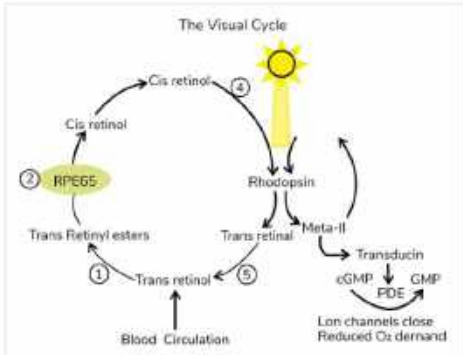 The Visual Cycle
Cis retinol
4
Cis retinol
2
RPE65
Rhodopsin
Trans Retinyl esters
Trans retinal
Meta-II
1
Trans retinol
5
Transducin
cGMP
GMP
PDE
Blood Circulation
Lon channels close
Reduced O₂ demand